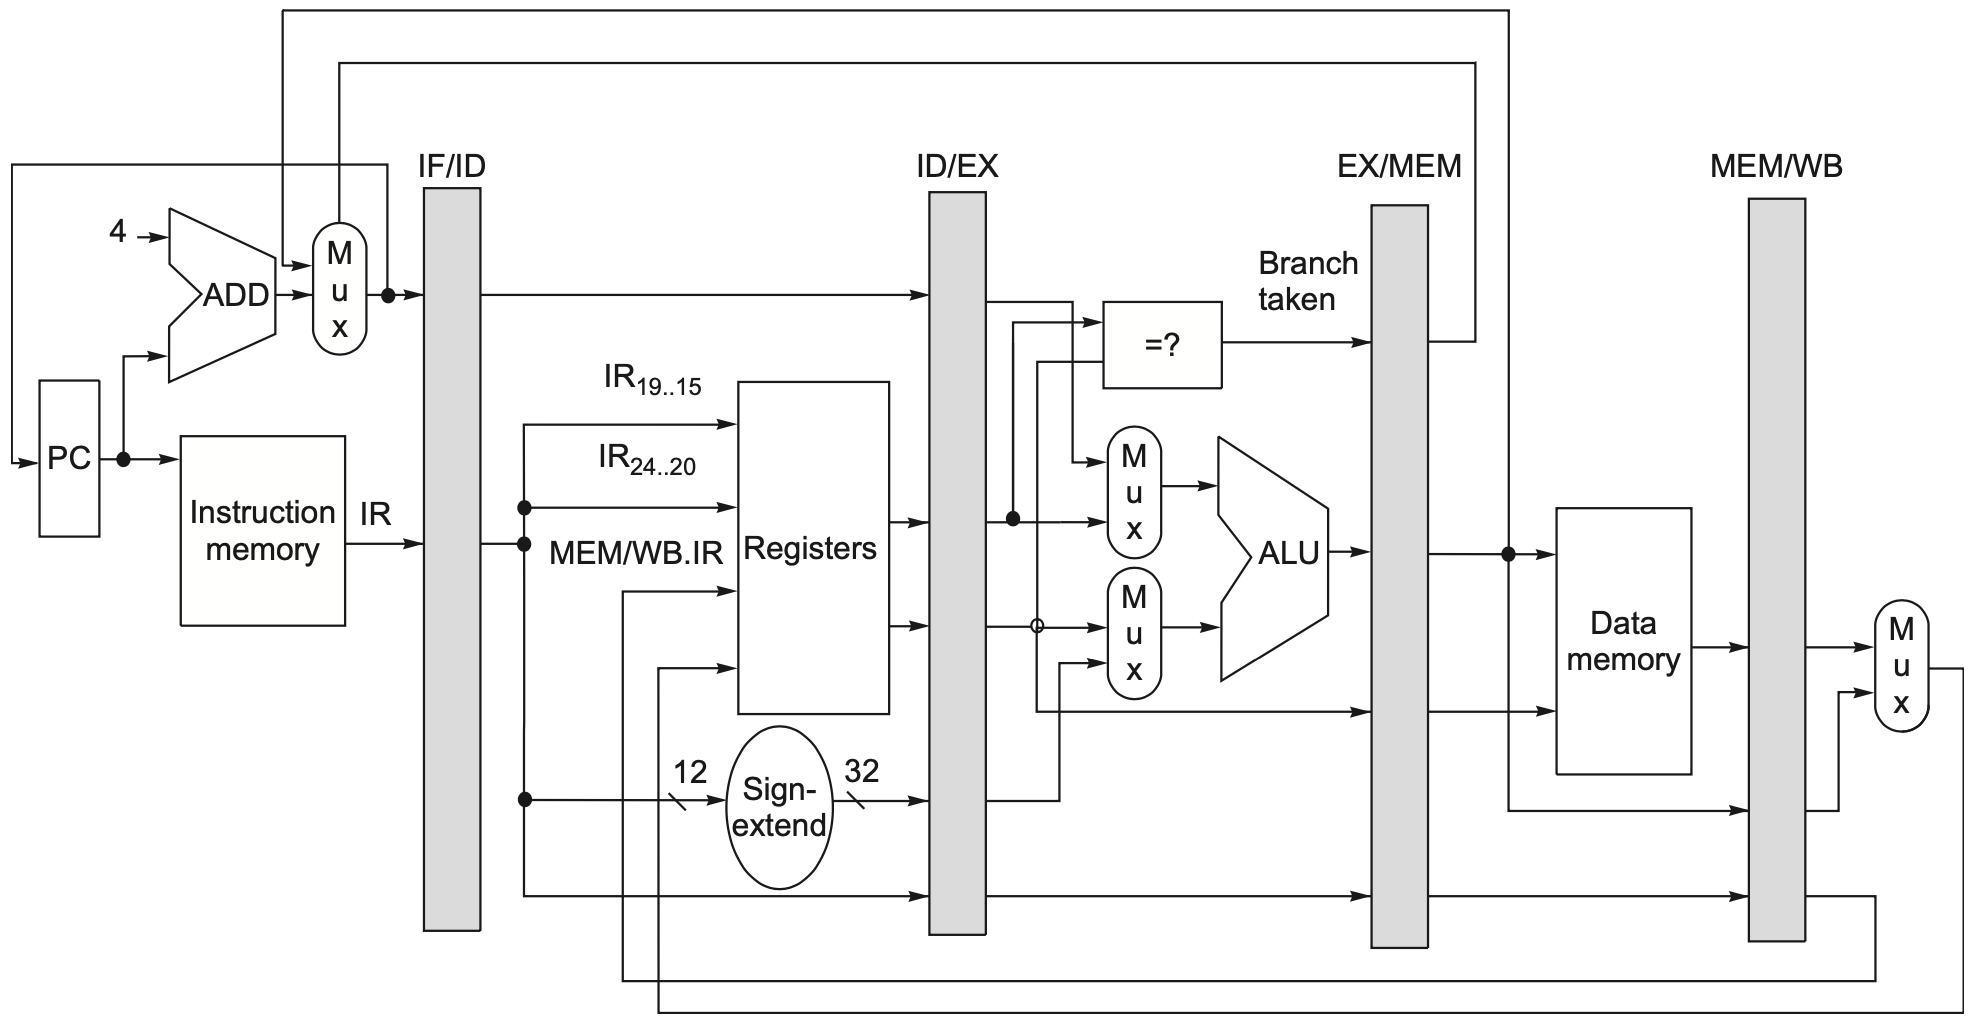 IF/ID
ID/EX
EX/MEM
MEM/WB
4
ADD
M
u
x
Branch
taken
=?
IR19..15
IR24..20
PC
Instruction
memory
IR
MEM/WB.IR
Registers
M
u
x
ALU
M
u
x
Data
memory
M
u
x
12
Sign-
extend
32